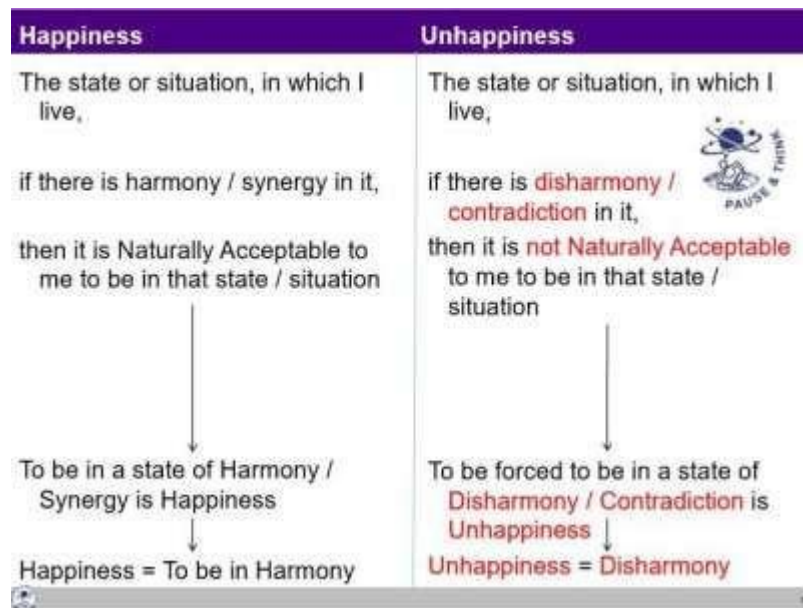 Happiness
The state or situation, in which I
live,
if there is harmony / synergy in it,
then it is Naturally Acceptable to
me to be in that state / situation
To be in a state of Harmony /
Synergy is Happiness
Happiness = To be in Harmony
Unhappiness
The state or situation, in which I
live,
PAUSE & THINK
if there is disharmony /
contradiction in it,
then it is not Naturally Acceptable
to me to be in that state /
situation
To be forced to be in a state of
Disharmony / Contradiction is
Unhappiness
Unhappiness = Disharmony